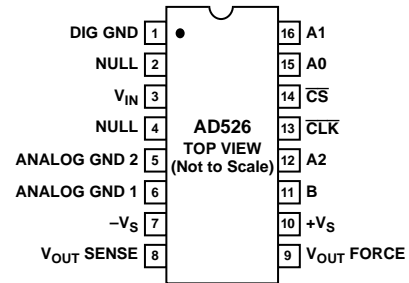 DIG GND 1 16 A1
NULL 2 15 A0
VIN 3 14 CS
NULL 4 13 CLK
AD526
TOP VIEW
(Not to Scale)
ANALOG GND 2 5 12 A2
ANALOG GND 1 6 11 B
–VS 7 10 +VS
VOUT SENSE 8 9 VOUT FORCE